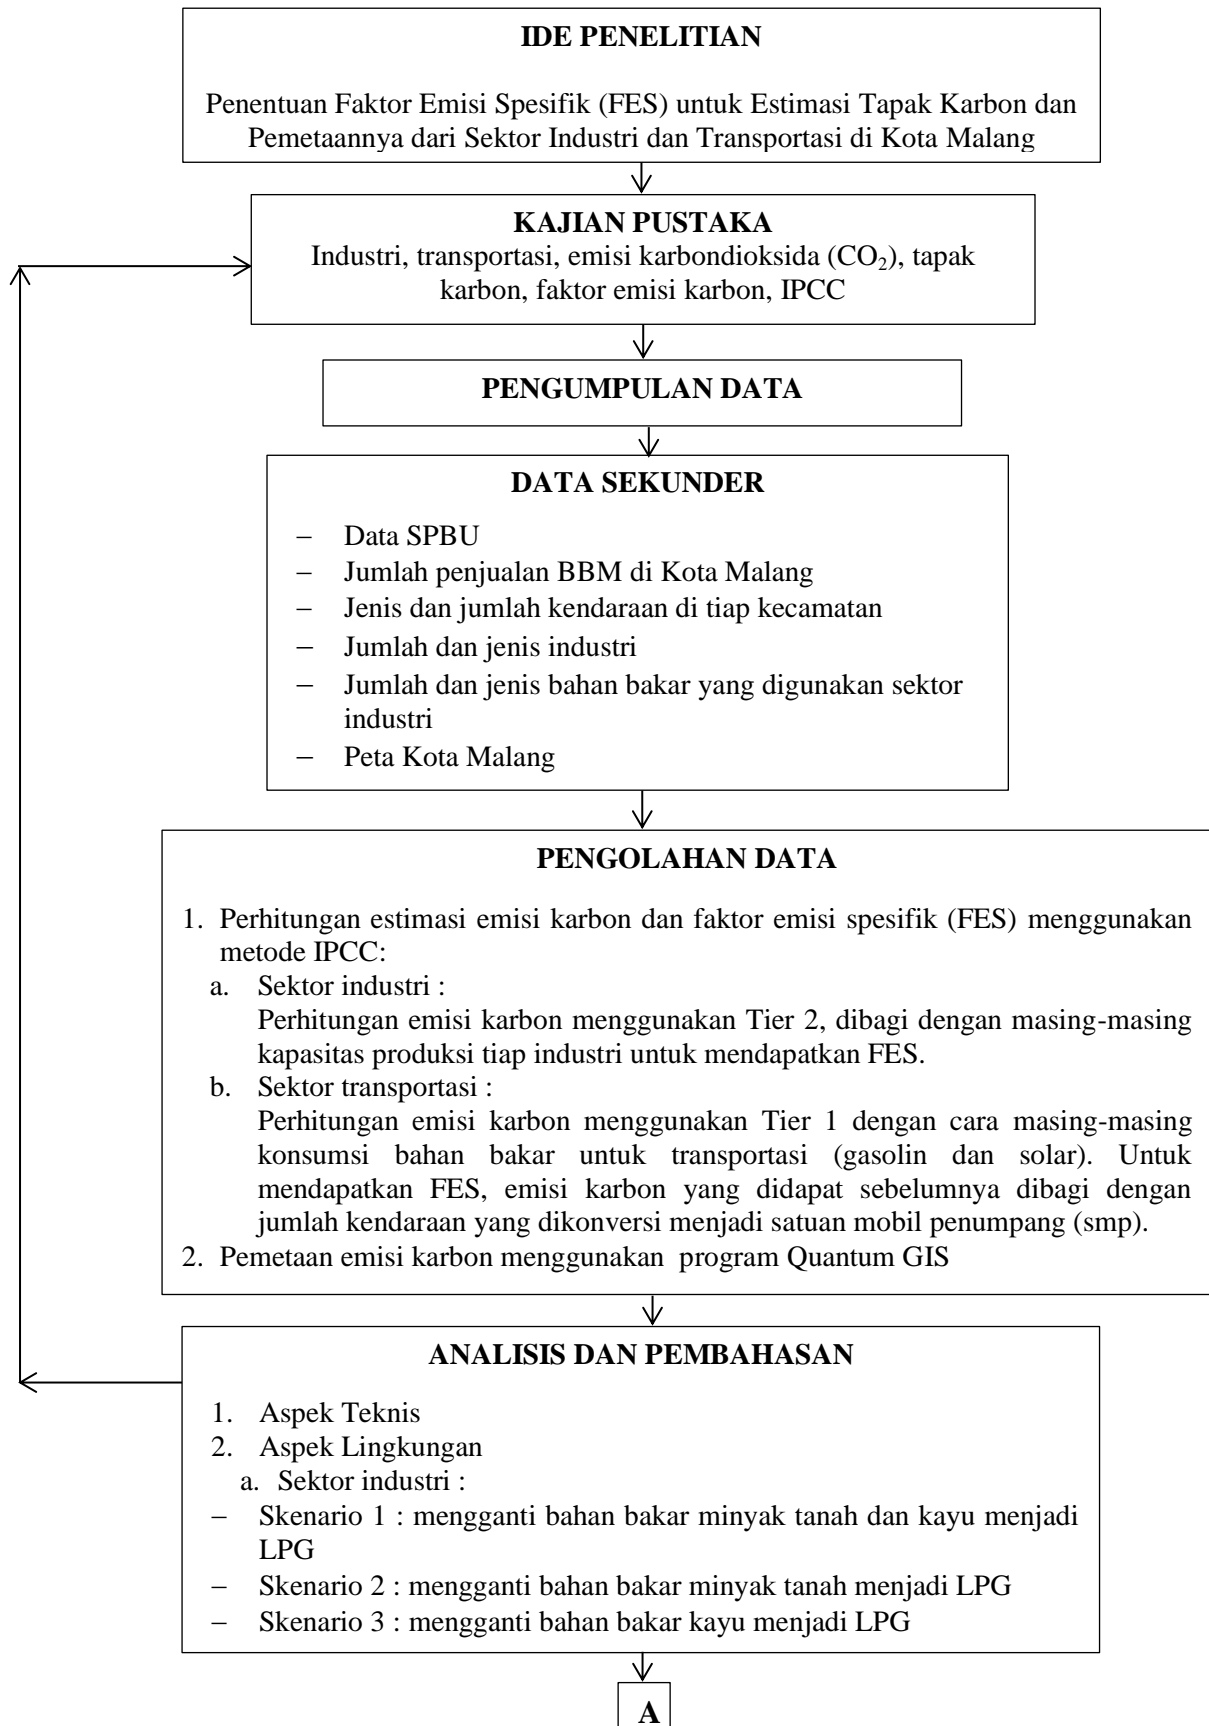 IDE PENELITIAN
Penentuan Faktor Emisi Spesifik (FES) untuk Estimasi Tapak Karbon dan
Pemetaannya dari Sektor Industri dan Transportasi di Kota Malang
KAJIAN PUSTAKA
Industri, transportasi, emisi karbondioksida (CO₂), tapak
karbon, faktor emisi karbon, IPCC
PENGUMPULAN DATA
DATA SEKUNDER
– Data SPBU
– Jumlah penjualan BBM di Kota Malang
– Jenis dan jumlah kendaraan di tiap kecamatan
– Jumlah dan jenis industri
– Jumlah dan jenis bahan bakar yang digunakan sektor
industri
– Peta Kota Malang
PENGOLAHAN DATA
1. Perhitungan estimasi emisi karbon dan faktor emisi spesifik (FES) menggunakan
metode IPCC:
a. Sektor industri :
Perhitungan emisi karbon menggunakan Tier 2, dibagi dengan masing-masing
kapasitas produksi tiap industri untuk mendapatkan FES.
b. Sektor transportasi :
Perhitungan emisi karbon menggunakan Tier 1 dengan cara masing-masing
konsumsi bahan bakar untuk transportasi (gasolin dan solar). Untuk
mendapatkan FES, emisi karbon yang didapat sebelumnya dibagi dengan
jumlah kendaraan yang dikonversi menjadi satuan mobil penumpang (smp).
2. Pemetaan emisi karbon menggunakan program Quantum GIS
ANALISIS DAN PEMBAHASAN
1. Aspek Teknis
2. Aspek Lingkungan
a. Sektor industri :
– Skenario 1 : mengganti bahan bakar minyak tanah dan kayu menjadi
LPG
– Skenario 2 : mengganti bahan bakar minyak tanah menjadi LPG
– Skenario 3 : mengganti bahan bakar kayu menjadi LPG
A